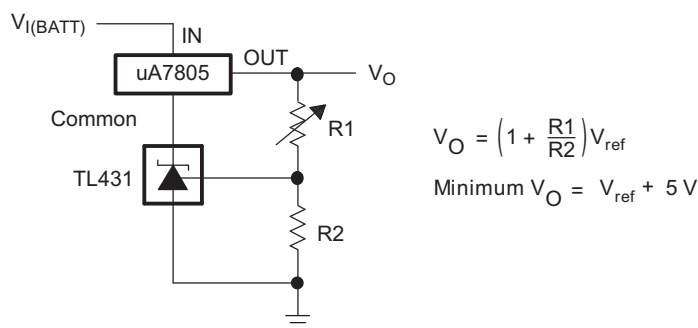 V_I(BATT)
IN
OUT
uA7805
V_O
Common
R1
V_O = (1 + R1/R2) V_ref
TL431
Minimum V_O = V_ref + 5 V
R2